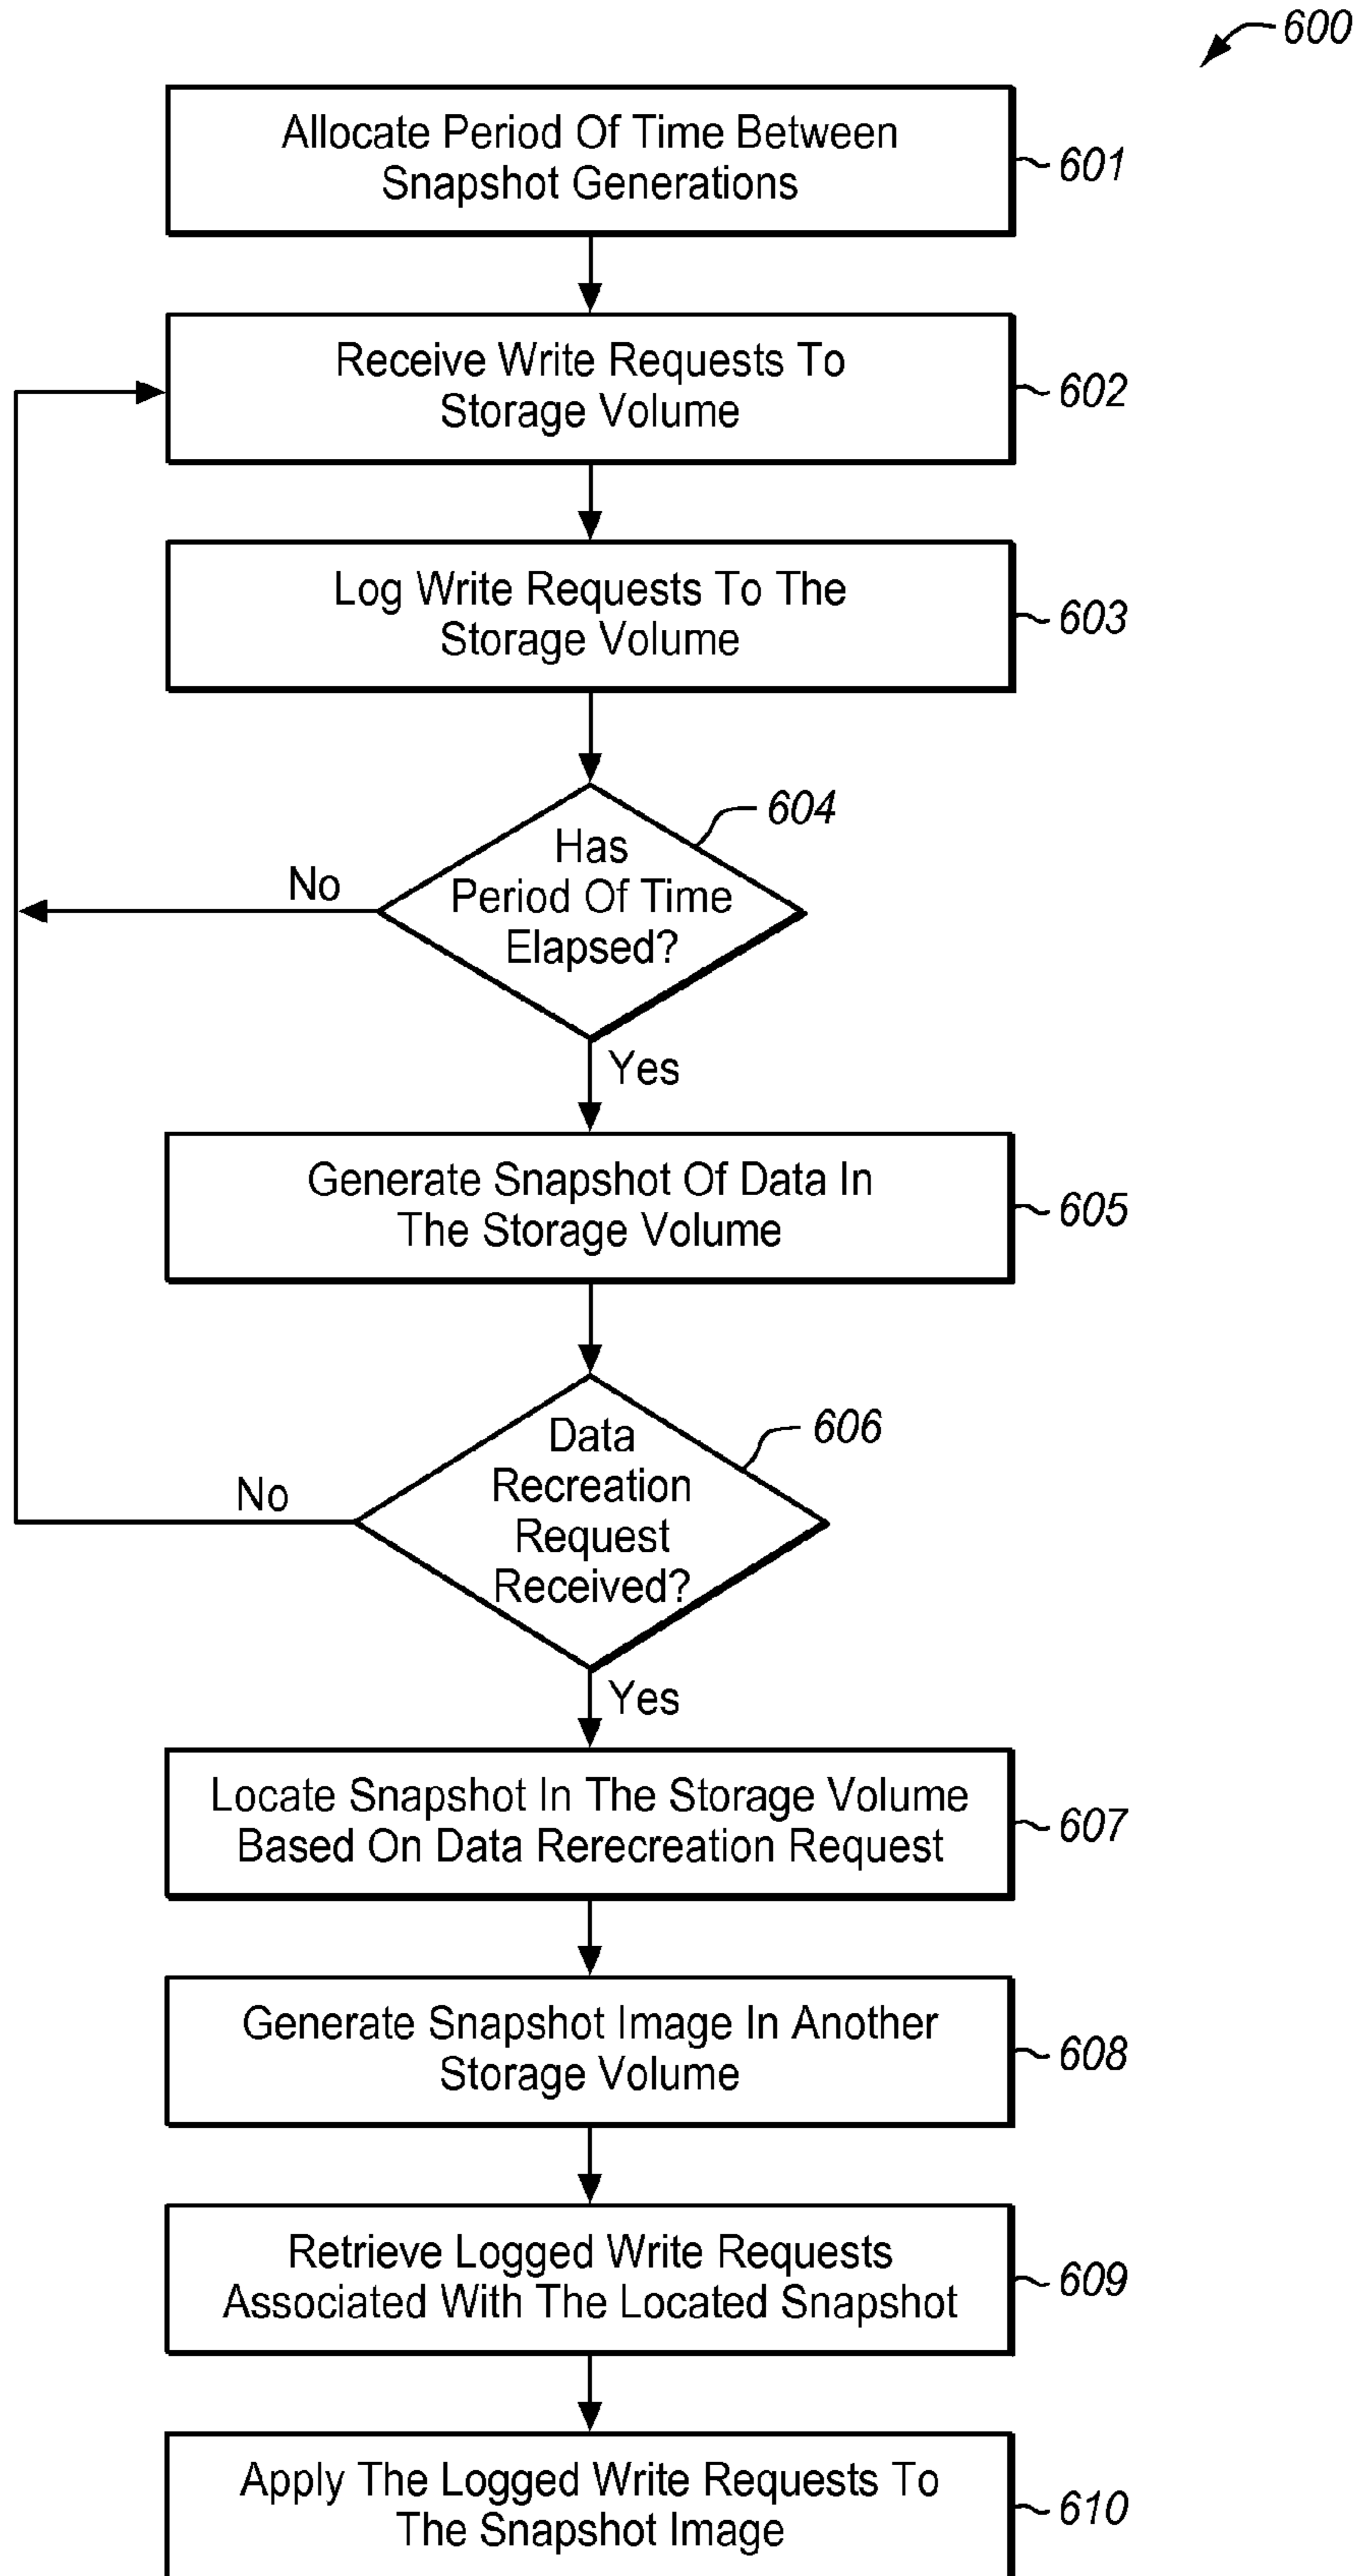 600
Allocate Period Of Time Between
Snapshot Generations
601
Receive Write Requests To
Storage Volume
602
Log Write Requests To The
Storage Volume
603
604
Has
Period Of Time
Elapsed?
No
Yes
Generate Snapshot Of Data In
The Storage Volume
605
606
Data
Recreation
Request
Received?
No
Yes
Locate Snapshot In The Storage Volume
Based On Data Rerecreation Request
607
Generate Snapshot Image In Another
Storage Volume
608
Retrieve Logged Write Requests
Associated With The Located Snapshot
609
Apply The Logged Write Requests To
The Snapshot Image
610